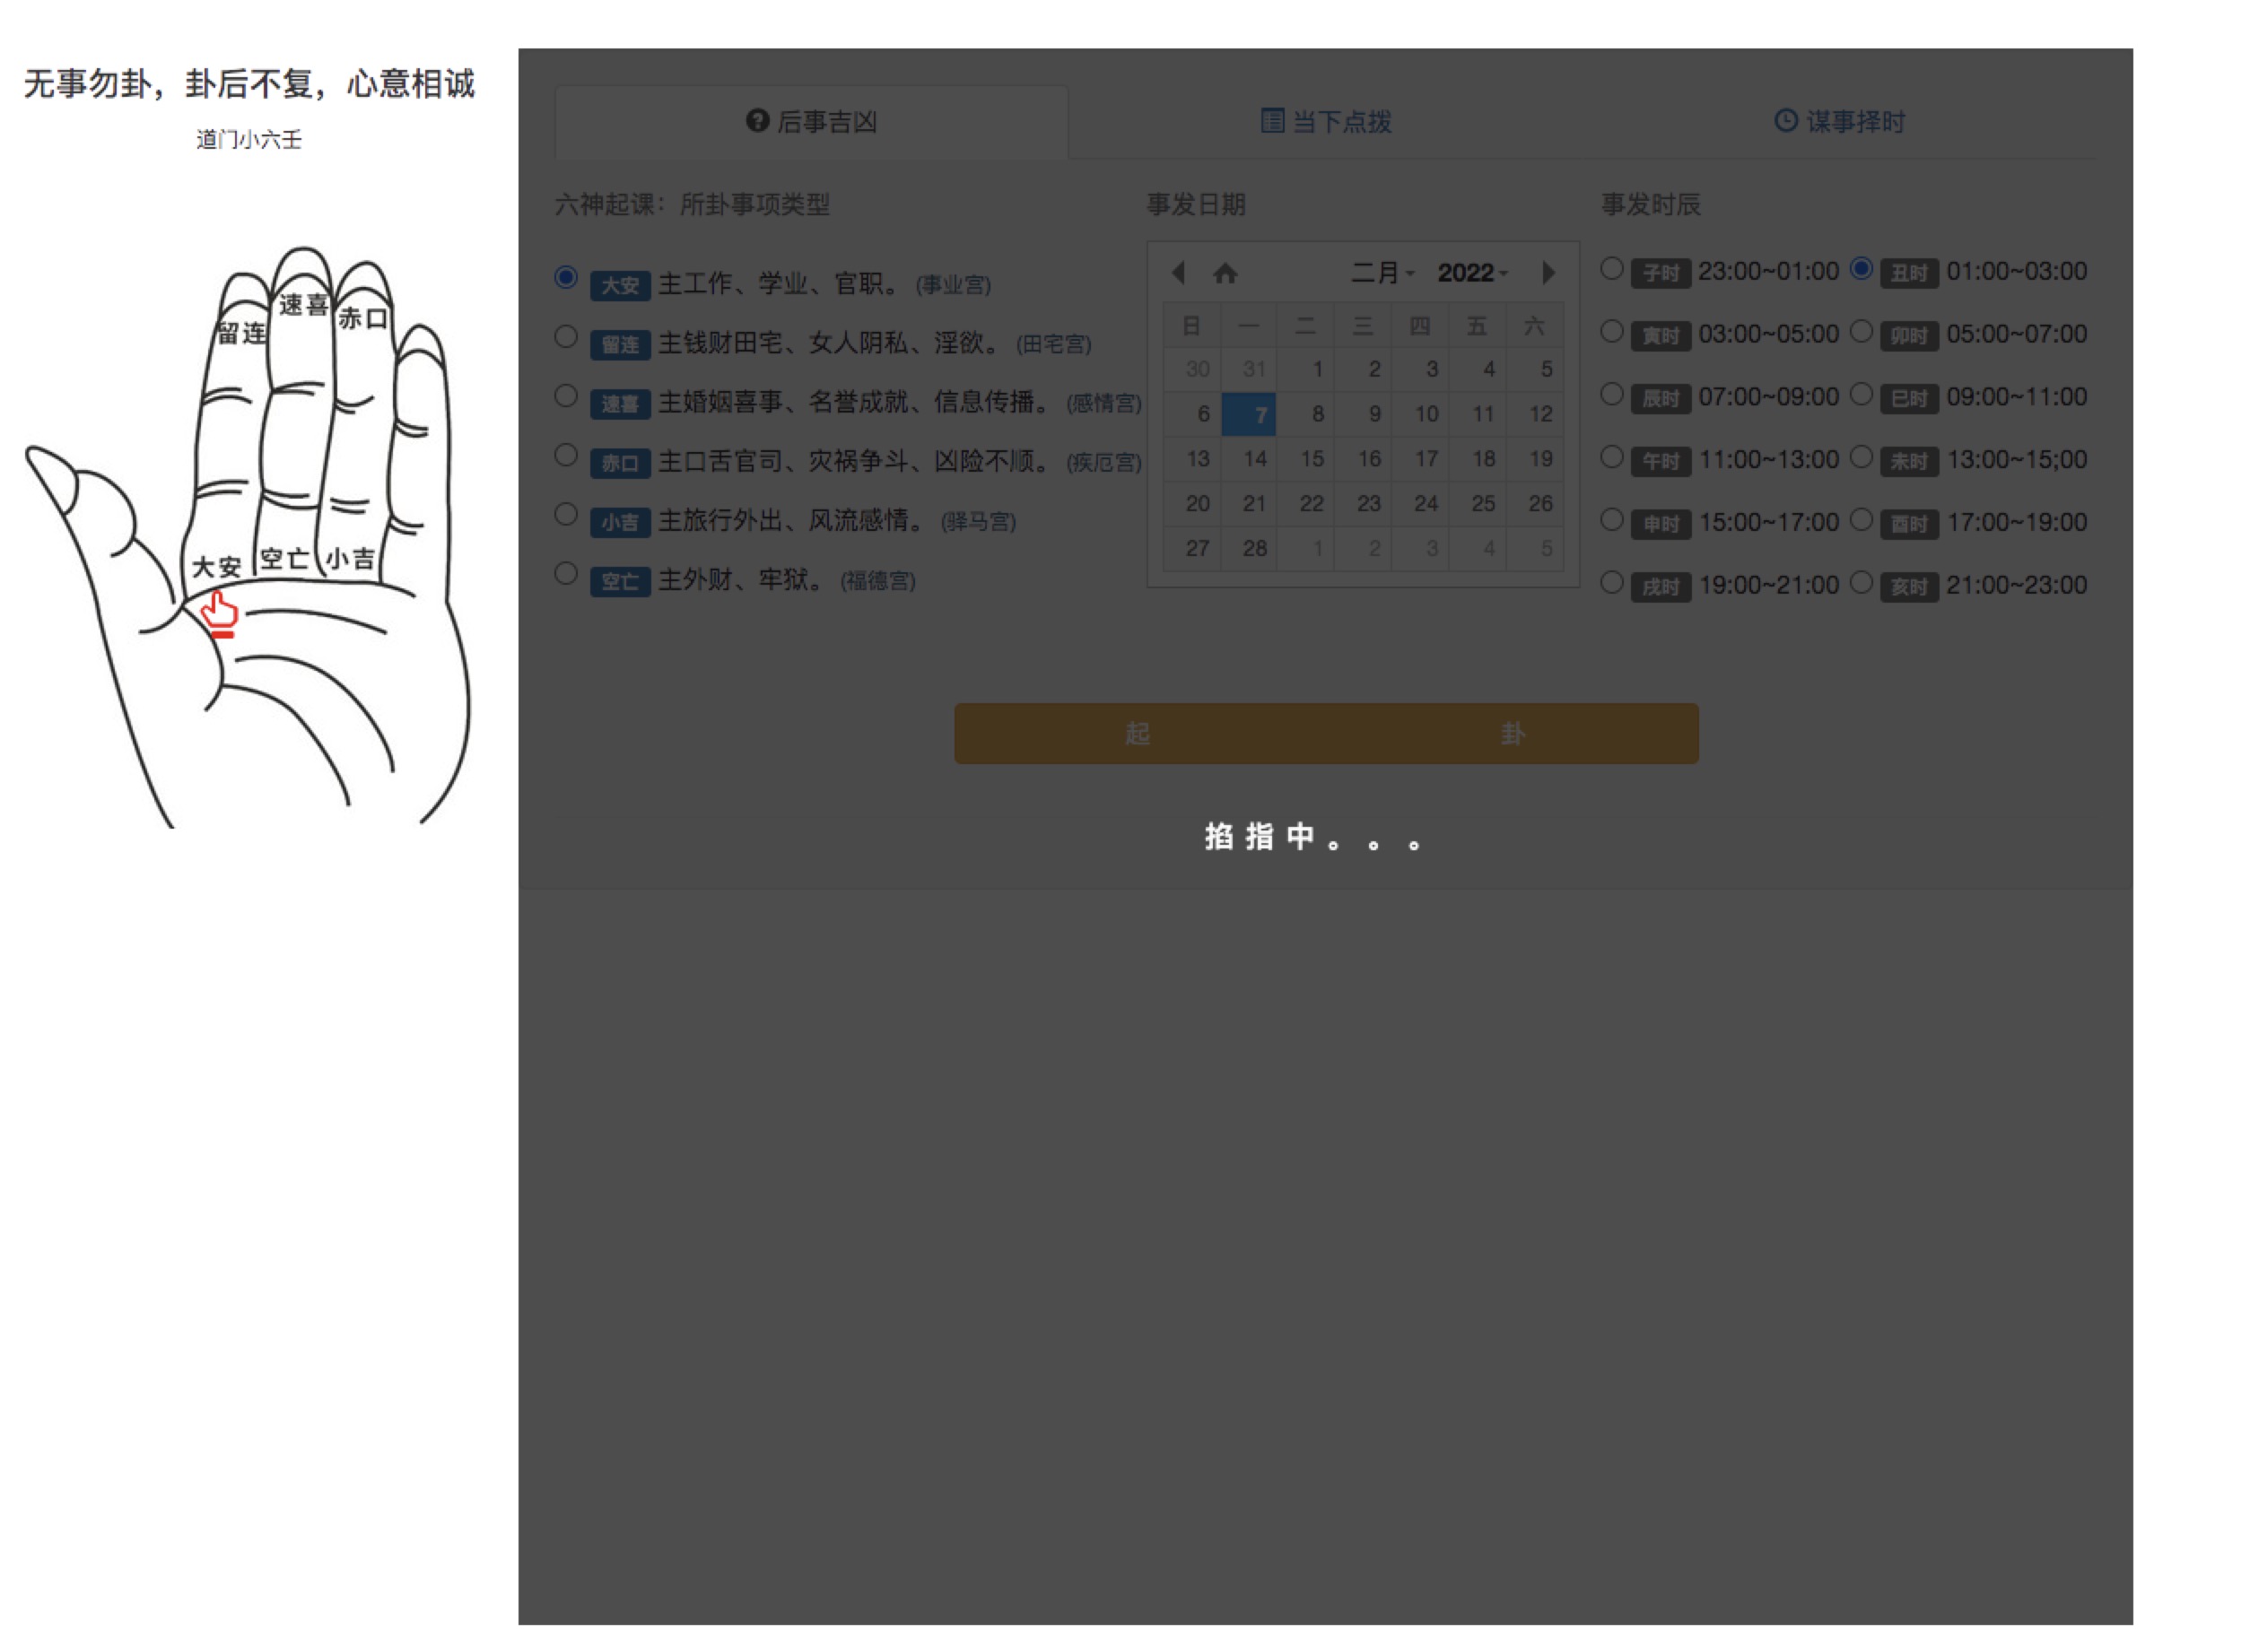 无事勿卦，卦后不复，心意相诚
道门小六壬
留连
速喜
赤口
大安
空亡
小吉
后事吉凶
当下点拨
谋事择时
六神起课：所卦事项类型
大安 主工作、学业、官职。 (事业宫)
留连 主钱财田宅、女人阴私、淫欲。 (田宅宫)
速喜 主婚姻喜事、名誉成就、信息传播。 (感情宫)
赤口 主口舌官司、灾祸争斗、凶险不顺。 (疾厄宫)
小吉 主旅行外出、风流感情。 (驿马宫)
空亡 主外财、牢狱。 (福德宫)
事发日期
二月 2022
日 一 二 三 四 五 六
30 31 1 2 3 4 5
6 7 8 9 10 11 12
13 14 15 16 17 18 19
20 21 22 23 24 25 26
27 28 1 2 3 4 5
事发时辰
子时 23:00~01:00 丑时 01:00~03:00
寅时 03:00~05:00 卯时 05:00~07:00
辰时 07:00~09:00 巳时 09:00~11:00
午时 11:00~13:00 未时 13:00~15;00
申时 15:00~17:00 酉时 17:00~19:00
戌时 19:00~21:00 亥时 21:00~23:00
起 卦
掐指中。。。